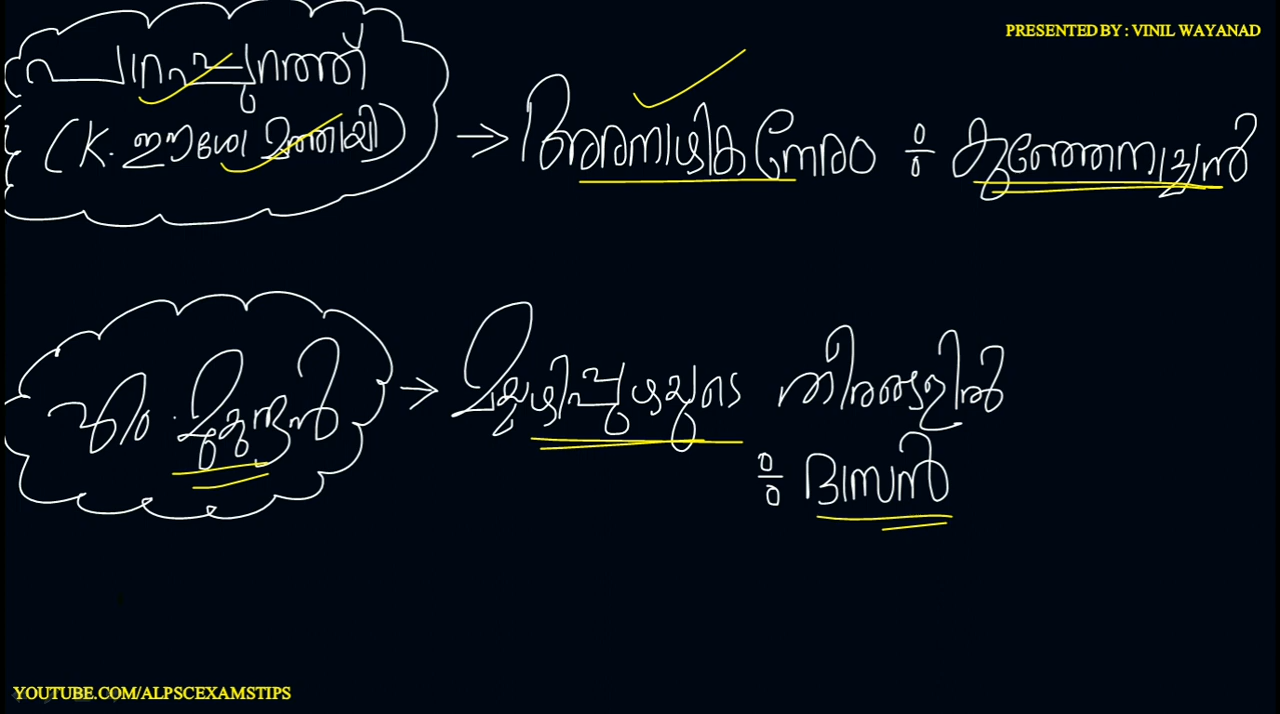 PRESENTED BY : VINIL WAYANAD
പാറപ്പുറത്ത്
(K. ഈശോ മത്തായി) → അരനാഴികനേരം ÷ കുഞ്ഞേനാച്ചൻ
എം. മുകുന്ദൻ → മയ്യഴിപ്പുഴയുടെ തീരങ്ങളിൽ
÷ ദാസൻ
YOUTUBE.COM/ALPSCEXAMSTIPS